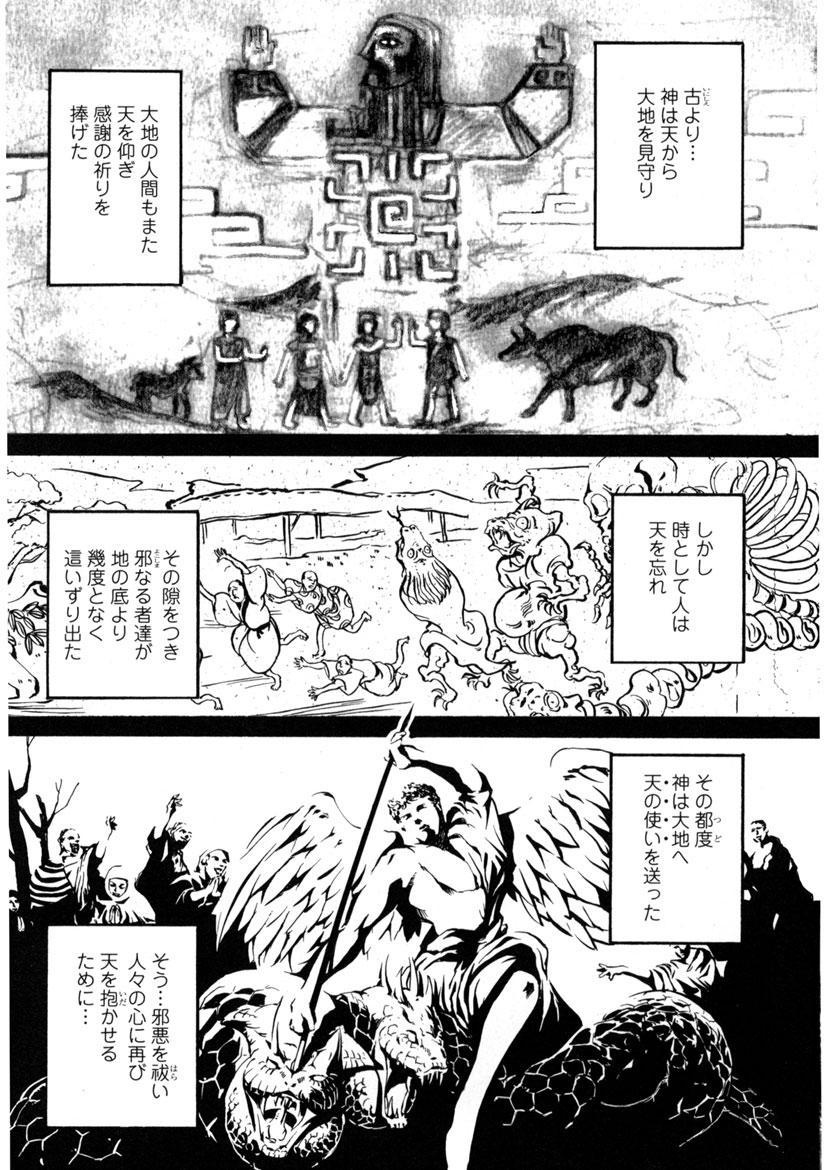 古より…
神は天から
大地を見守り
大地の人間もまた
天を仰ぎ
感謝の祈りを
捧げた
しかし
時として人は
天を忘れ
その隙をつき
邪なる者達が
地の底より
幾度となく
這いずり出た
その都度
神は大地へ
天の使いを送った
そう…邪悪を祓い
人々の心に再び
天を抱かせる
ために…